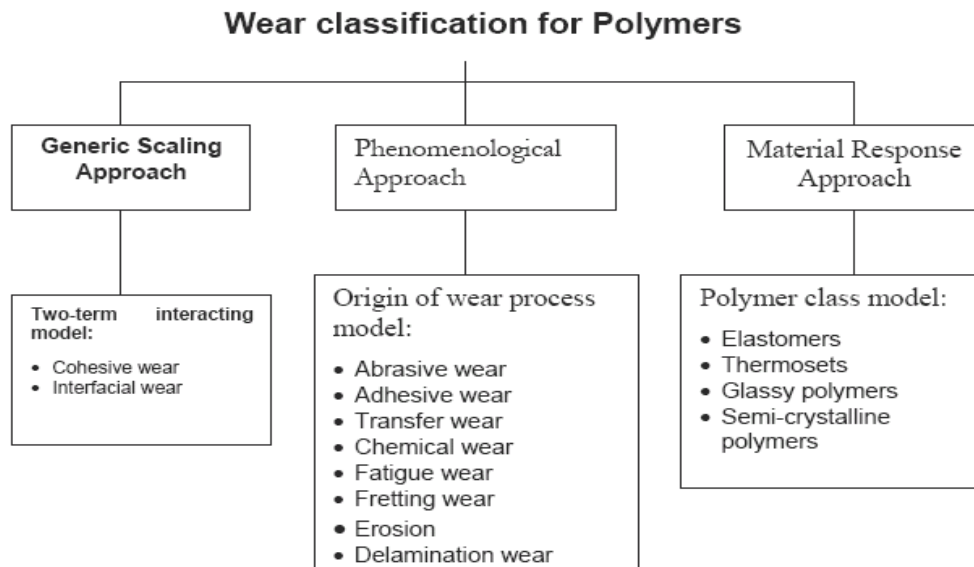 Wear classification for Polymers
Generic Scaling
Approach
Phenomenological
Approach
Material Response
Approach
Two-term interacting
model:
• Cohesive wear
• Interfacial wear
Origin of wear process
model:
• Abrasive wear
• Adhesive wear
• Transfer wear
• Chemical wear
• Fatigue wear
• Fretting wear
• Erosion
• Delamination wear
Polymer class model:
• Elastomers
• Thermosets
• Glassy polymers
• Semi-crystalline
polymers